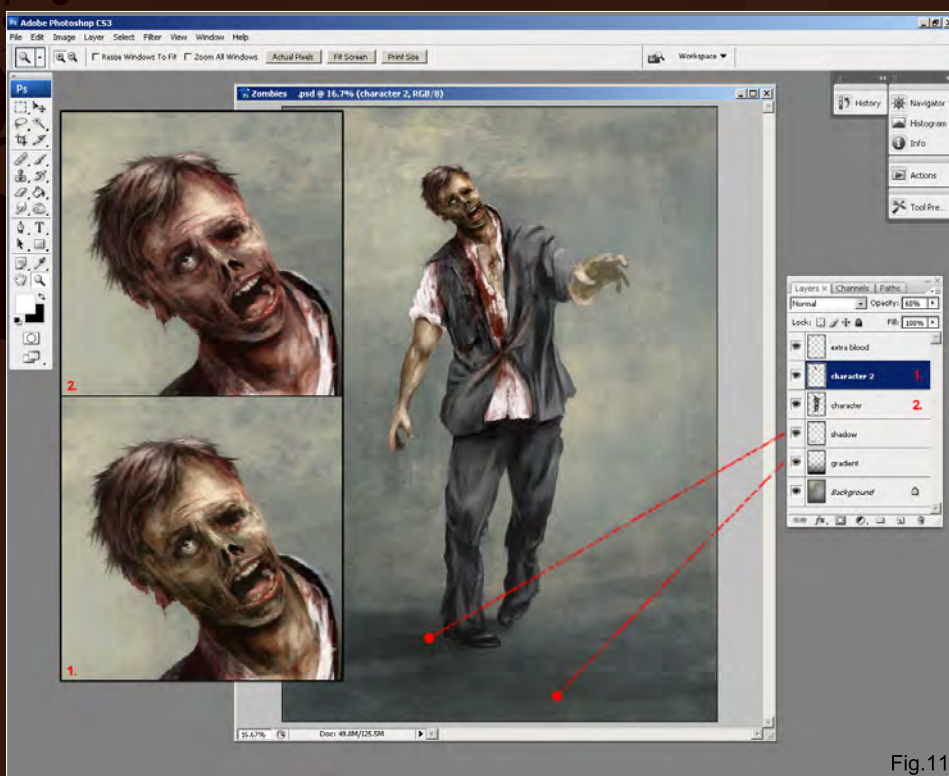 Adobe Photoshop CS3
File Edit Image Layer Select Filter View Window Help
Resize Windows To Fit Zoom All Windows Actual Pixels Fit Screen Print Size Workspace
Ps
Zombies .psd @ 16.7% (character 2, RGB/8)
History
Navigator
Histogram
Info
Actions
Tool Pre...
2.
1.
Layers x Channels Paths
Normal Opacity: 60%
Lock: Fill: 100%
extra blood
character 2 1.
character 2.
shadow
gradient
Background
16.67% Doc: 49.8M/125.5M
Fig.11